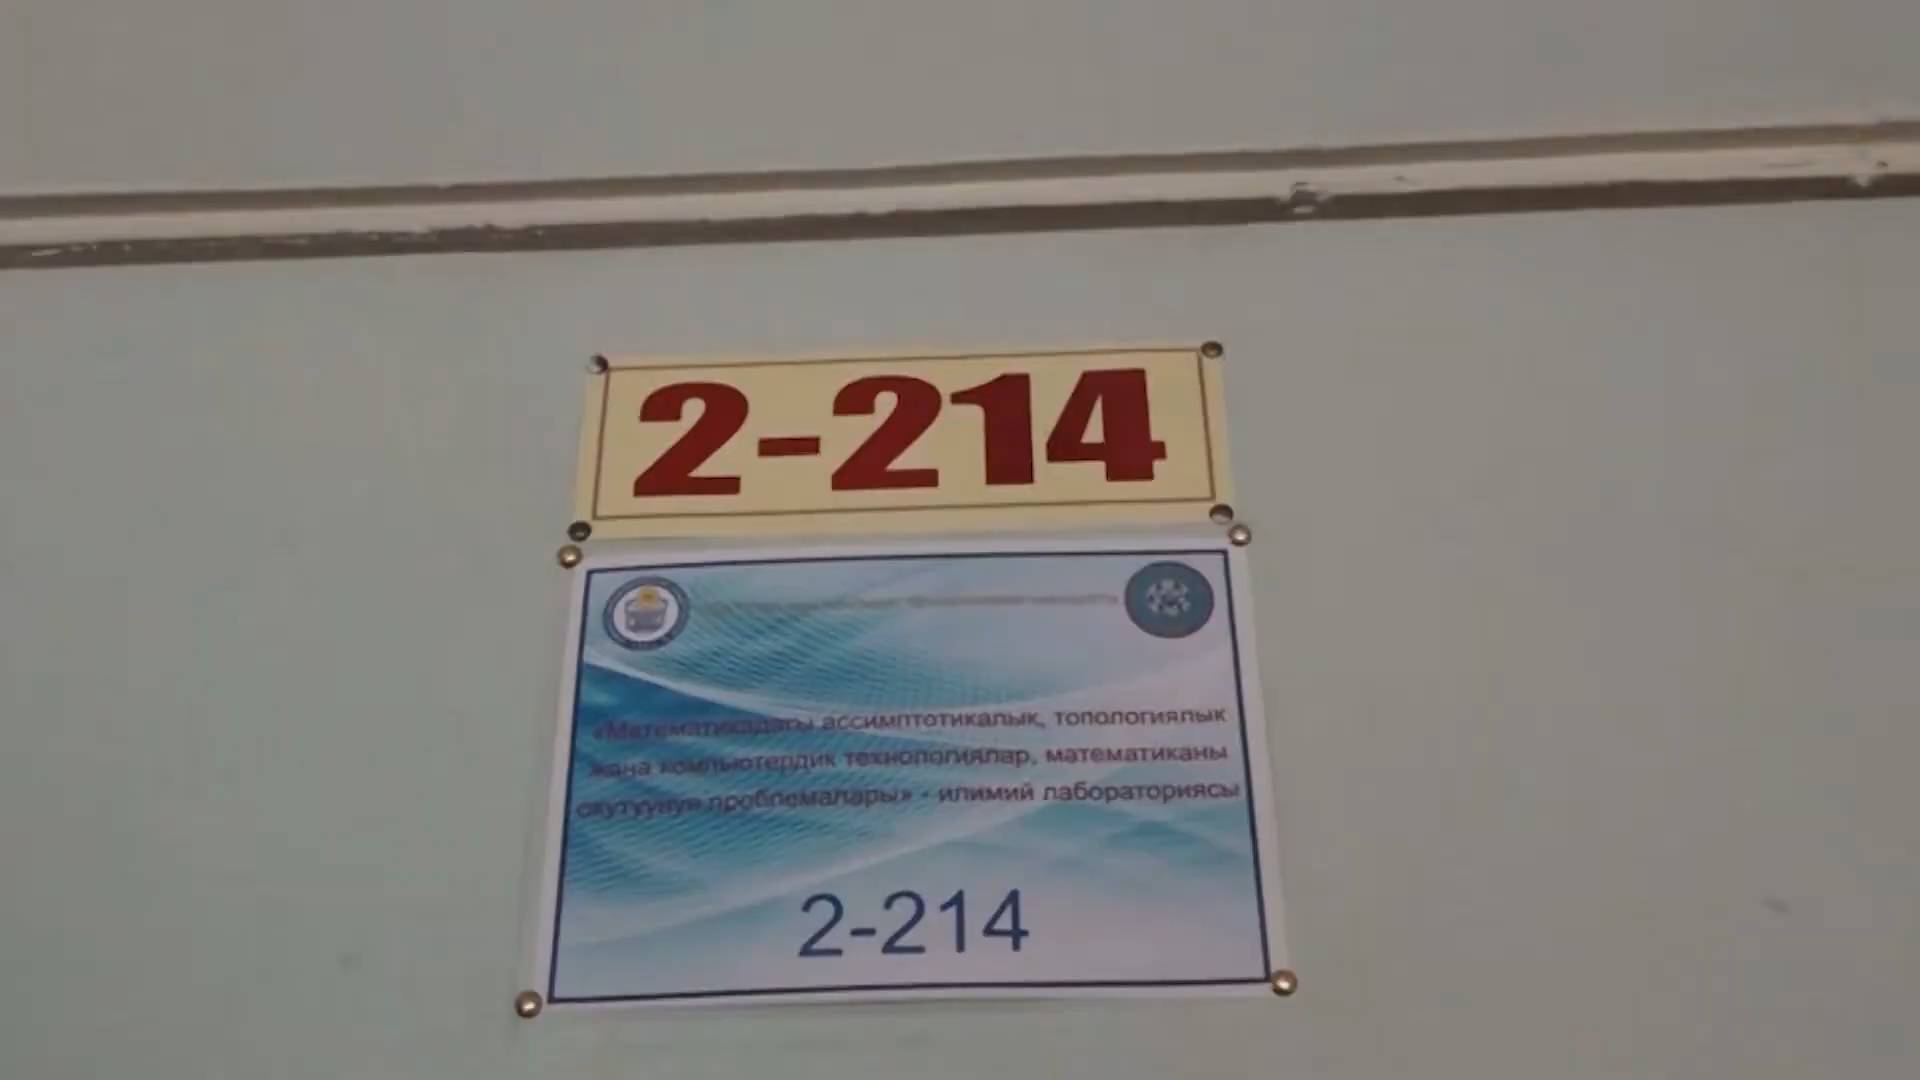 2-214
«Математикадагы ассимптотикалык, топологиялык
жана компьютердик технологиялар, математиканы
окутуунун проблемалары» - илимий лабораториясы
2-214